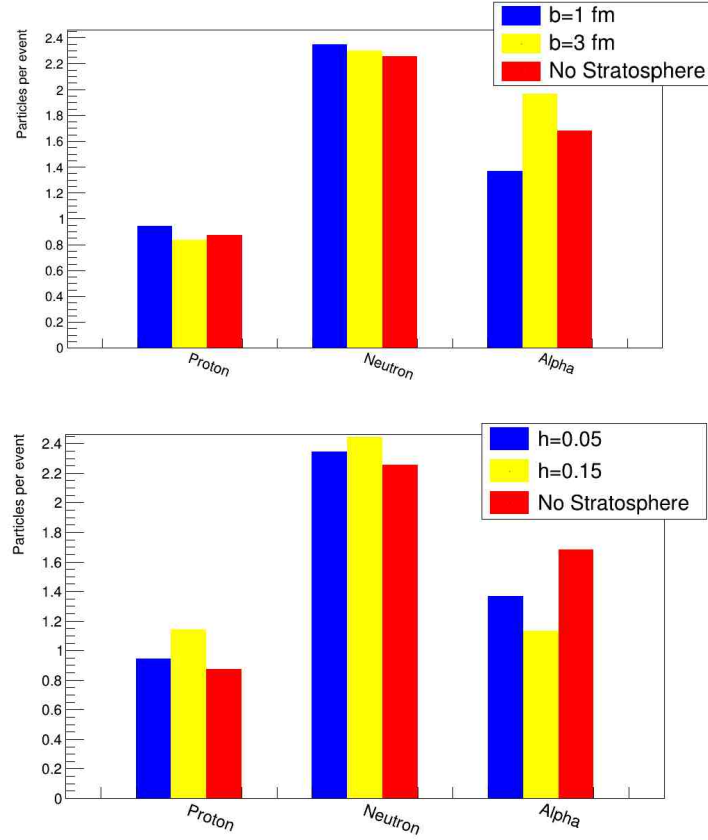 b=1 fm
b=3 fm
No Stratosphere
Particles per event
2.4
2.2
2
1.8
1.6
1.4
1.2
1
0.8
0.6
0.4
0.2
0
Proton
Neutron
Alpha
h=0.05
h=0.15
No Stratosphere
Particles per event
2.4
2.2
2
1.8
1.6
1.4
1.2
1
0.8
0.6
0.4
0.2
0
Proton
Neutron
Alpha